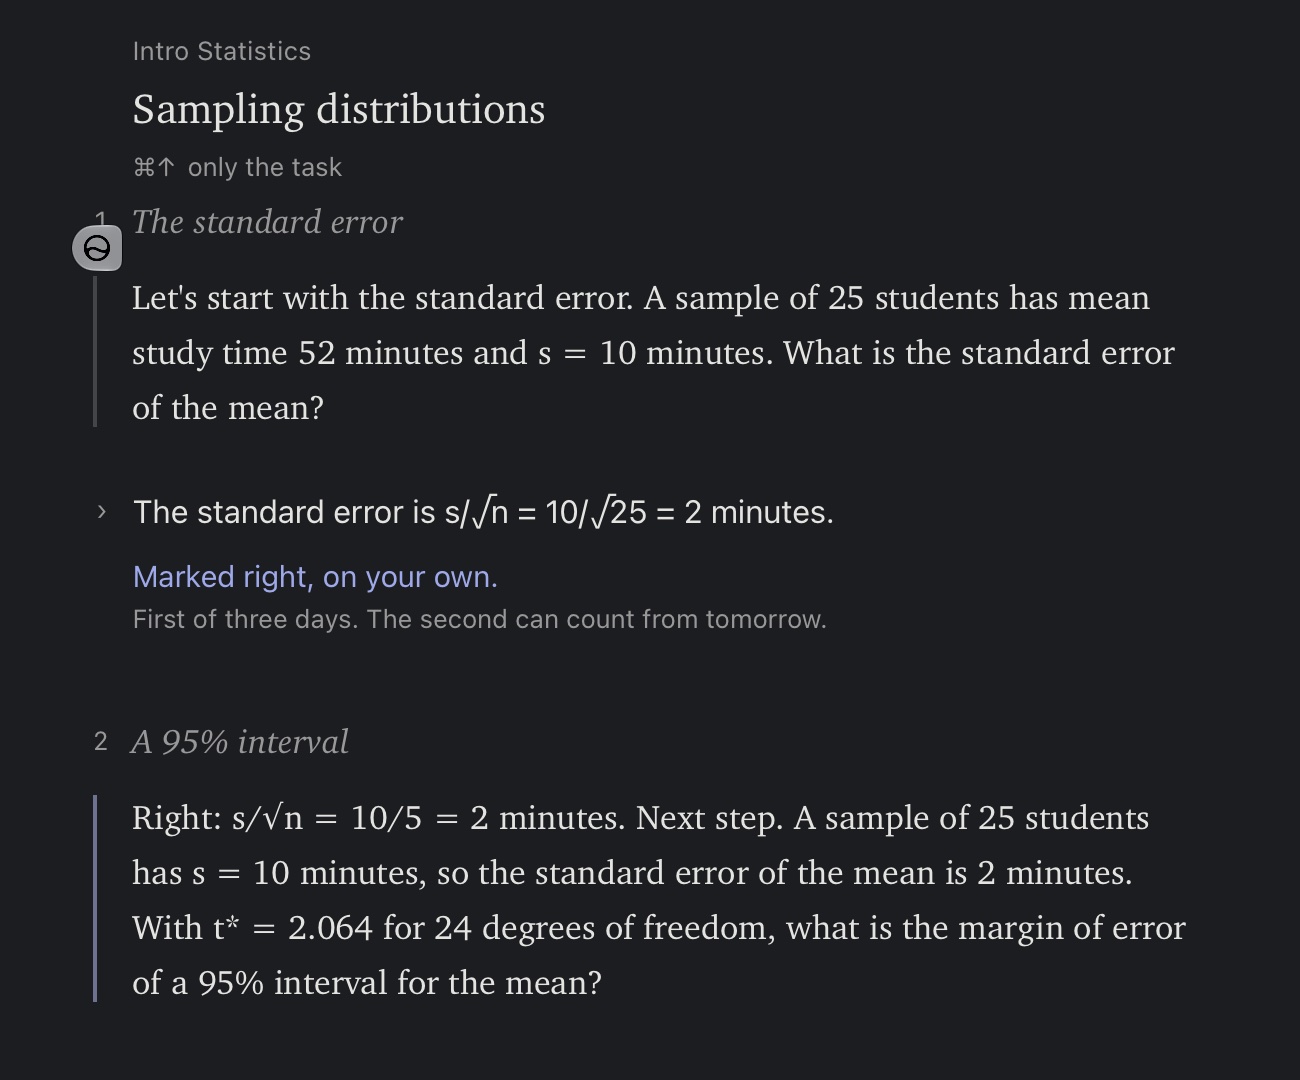 Intro Statistics
Sampling distributions
⌘↑ only the task
1 The standard error
Let's start with the standard error. A sample of 25 students has mean
study time 52 minutes and s = 10 minutes. What is the standard error
of the mean?
› The standard error is s/√n = 10/√25 = 2 minutes.
Marked right, on your own.
First of three days. The second can count from tomorrow.
2 A 95% interval
Right: s/√n = 10/5 = 2 minutes. Next step. A sample of 25 students
has s = 10 minutes, so the standard error of the mean is 2 minutes.
With t* = 2.064 for 24 degrees of freedom, what is the margin of error
of a 95% interval for the mean?